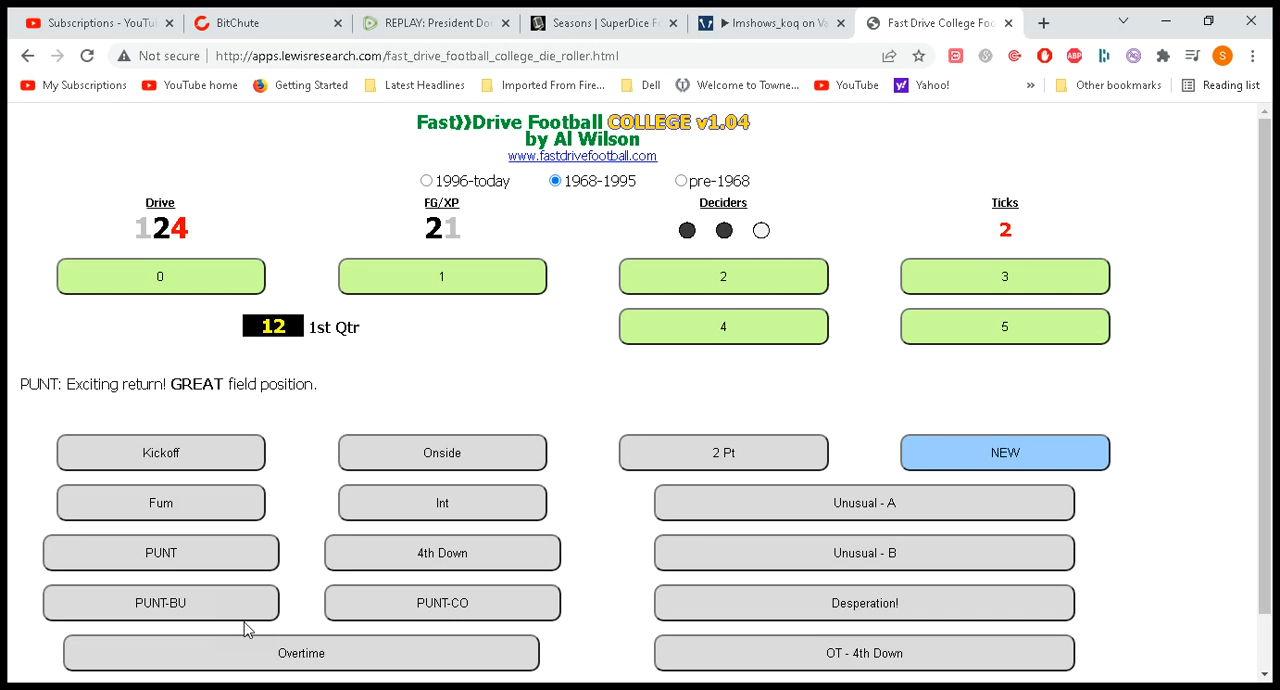 Subscriptions - YouTu
BitChute
REPLAY: President Do
Seasons | SuperDice Fo
▶ Imshows_koq on Va
Fast Drive College Foo
Not secure | http://apps.lewisresearch.com/fast_drive_football_college_die_roller.html
My Subscriptions YouTube home Getting Started Latest Headlines Imported From Fire... Dell Welcome to Towne... YouTube Yahoo! » Other bookmarks Reading list
Fast⟩⟩Drive Football COLLEGE v1.04
by Al Wilson
www.fastdrivefootball.com
1996-today 1968-1995 pre-1968
Drive FG/XP Deciders Ticks
124 21 2
0 1 2 3
12 1st Qtr 4 5
PUNT: Exciting return! GREAT field position.
Kickoff Onside 2 Pt NEW
Fum Int Unusual - A
PUNT 4th Down Unusual - B
PUNT-BU PUNT-CO Desperation!
Overtime OT - 4th Down